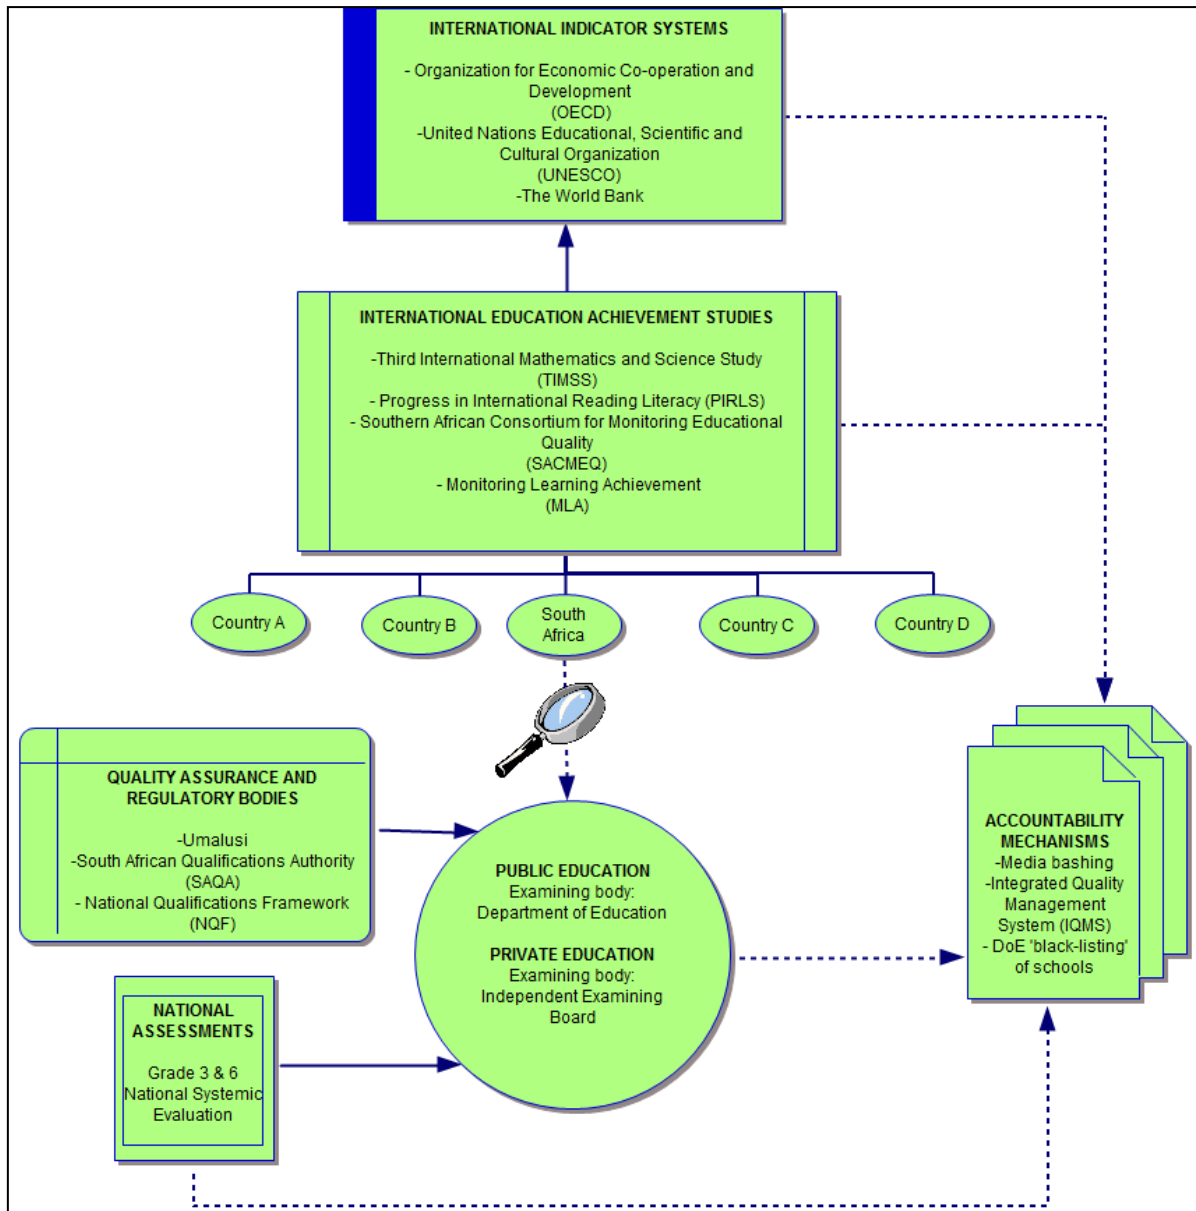 INTERNATIONAL INDICATOR SYSTEMS
- Organization for Economic Co-operation and
Development
(OECD)
-United Nations Educational, Scientific and
Cultural Organization
(UNESCO)
-The World Bank
INTERNATIONAL EDUCATION ACHIEVEMENT STUDIES
-Third International Mathematics and Science Study
(TIMSS)
- Progress in International Reading Literacy (PIRLS)
- Southern African Consortium for Monitoring Educational
Quality
(SACMEQ)
- Monitoring Learning Achievement
(MLA)
Country A
Country B
South
Africa
Country C
Country D
QUALITY ASSURANCE AND
REGULATORY BODIES
-Umalusi
-South African Qualifications Authority
(SAQA)
- National Qualifications Framework
(NQF)
PUBLIC EDUCATION
Examining body:
Department of Education
PRIVATE EDUCATION
Examining body:
Independent Examining
Board
ACCOUNTABILITY
MECHANISMS
-Media bashing
-Integrated Quality
Management
System (IQMS)
- DoE 'black-listing'
of schools
NATIONAL
ASSESSMENTS
Grade 3 & 6
National Systemic
Evaluation